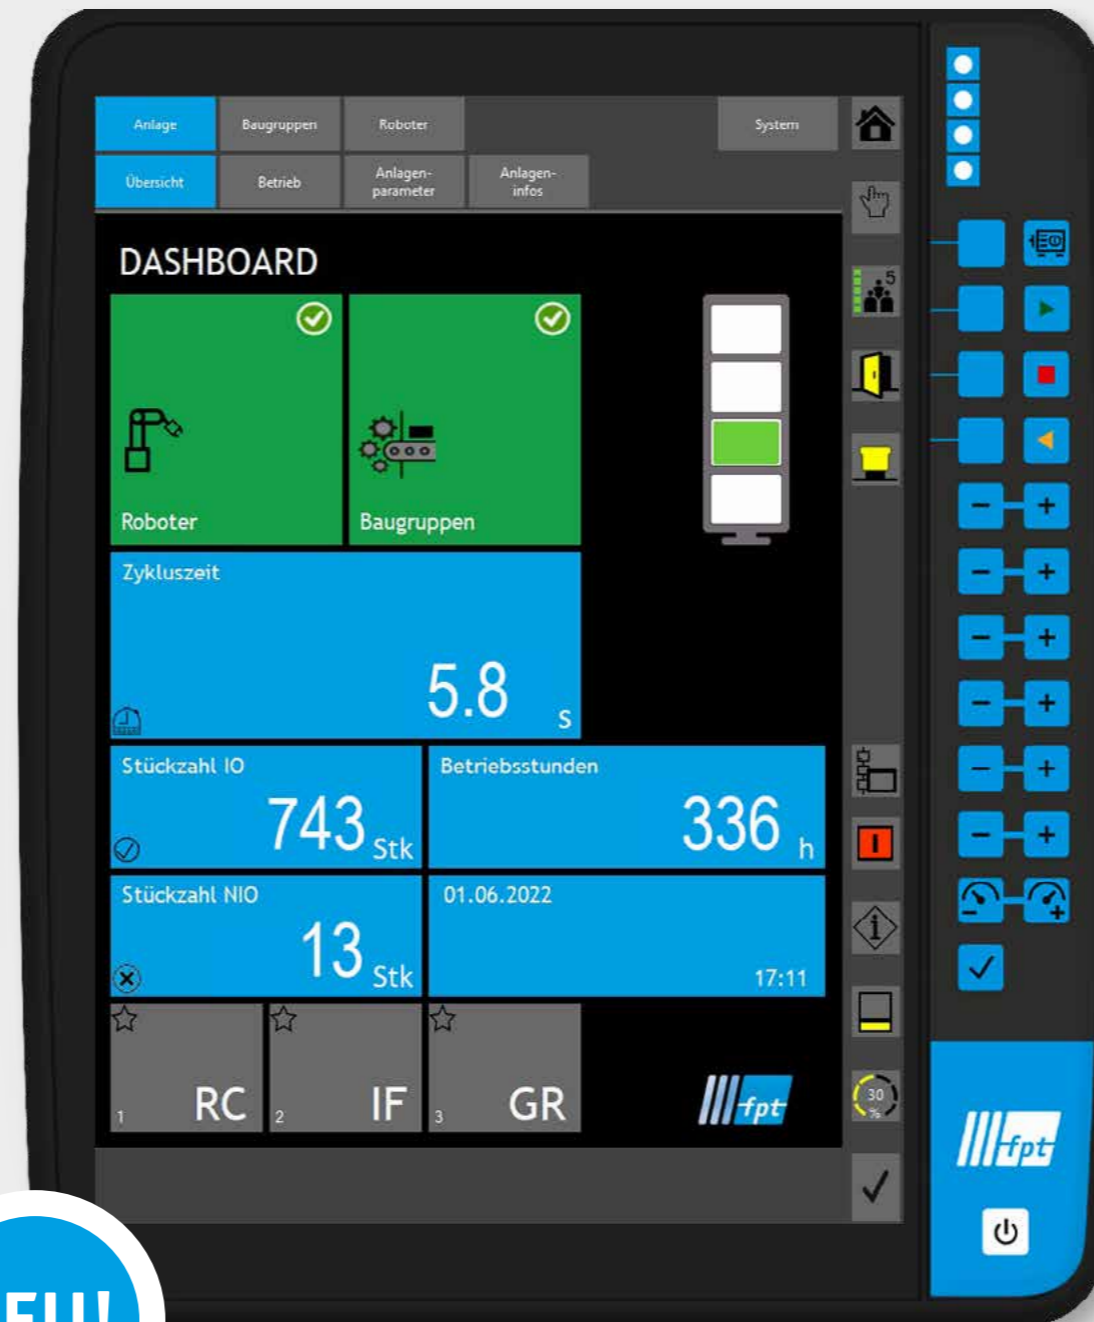 Anlage
Baugruppen
Roboter
System
Übersicht
Betrieb
Anlagen-
parameter
Anlagen-
infos
DASHBOARD
5
Roboter
Baugruppen
Zykluszeit
5.8 s
Stückzahl IO
743 Stk
Betriebsstunden
336 h
Stückzahl NIO
13 Stk
01.06.2022
17:11
1 RC
2 IF
3 GR
fpt
30
%
- +
- +
- +
- +
- +
- +
fpt
EU!